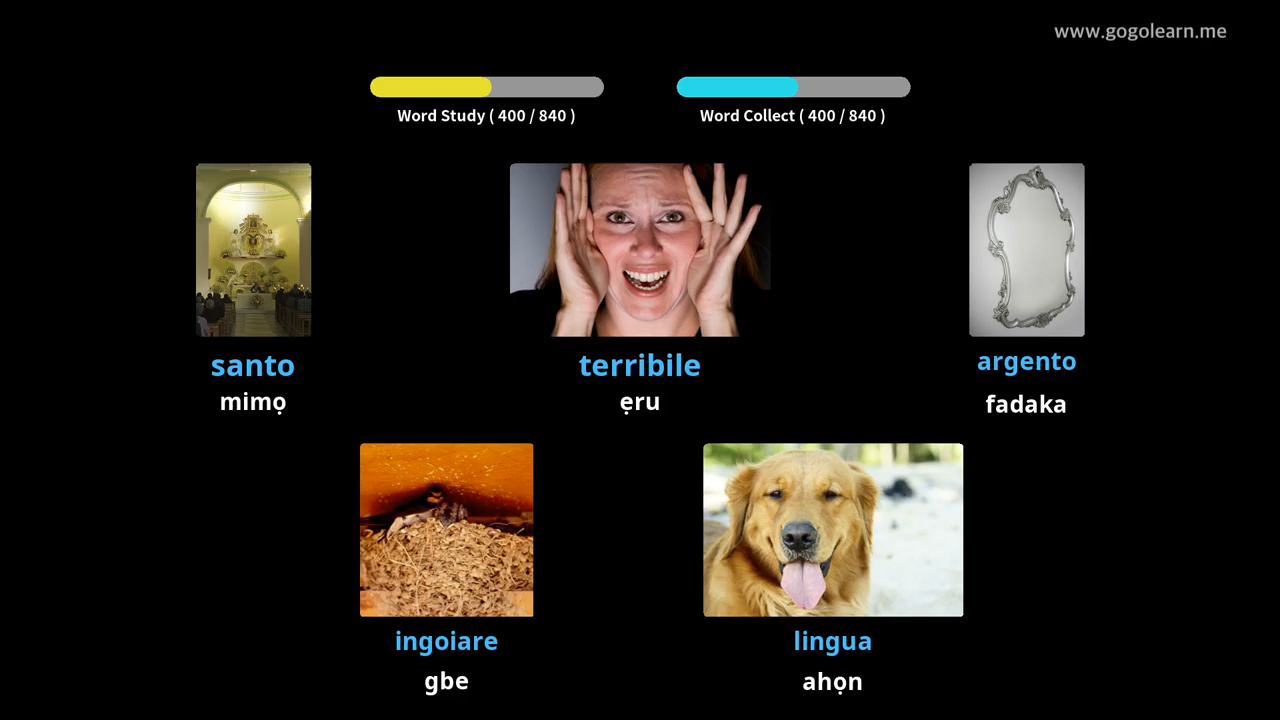 www.gogolearn.me
Word Study ( 400 / 840 )
Word Collect ( 400 / 840 )
santo
mimọ
terribile
ẹru
argento
fadaka
ingoiare
gbe
lingua
ahọn